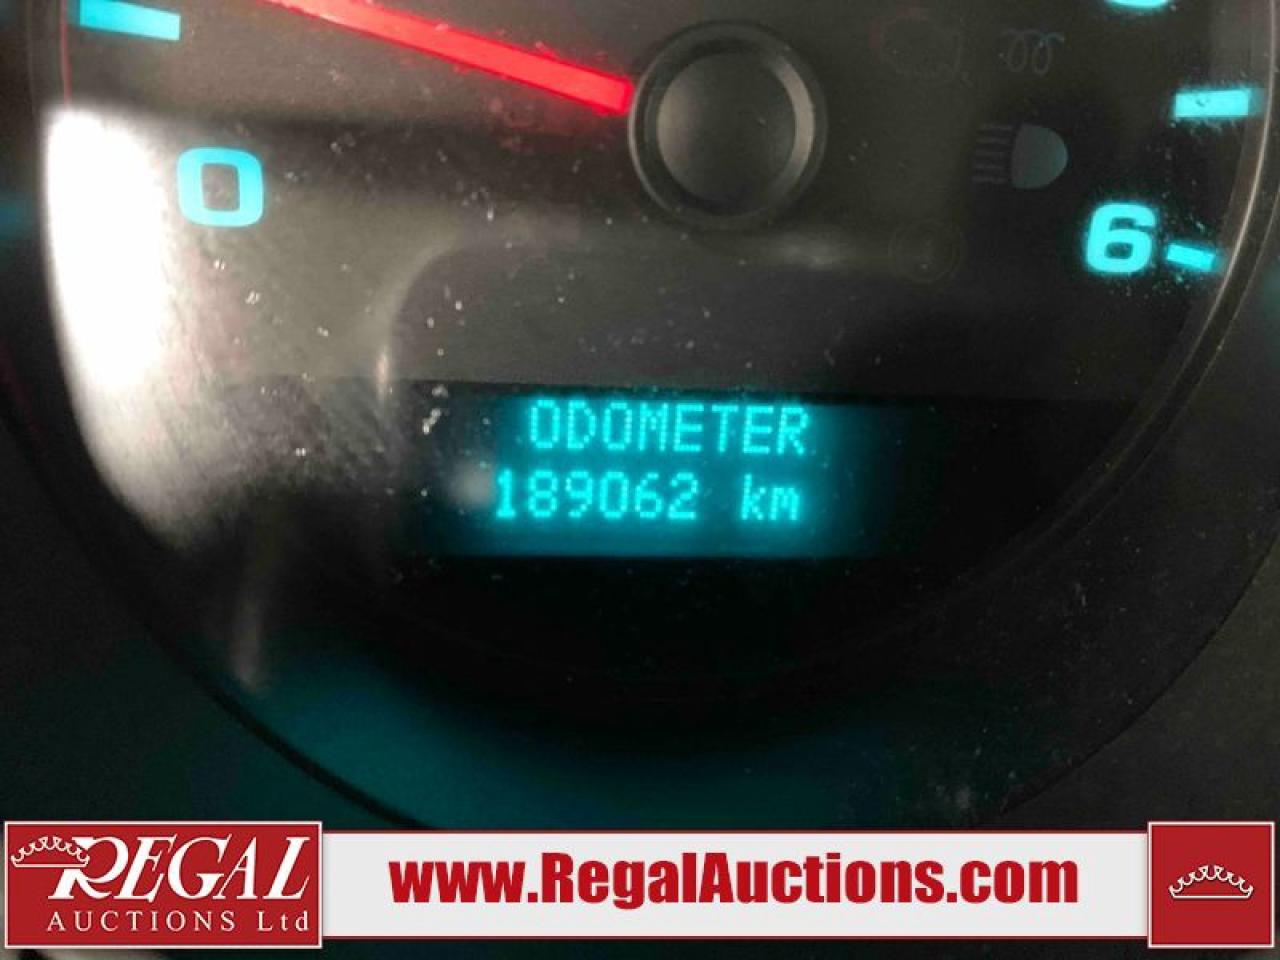 0
6
ODOMETER
189062 km
REGAL
AUCTIONS Ltd
www.RegalAuctions.com